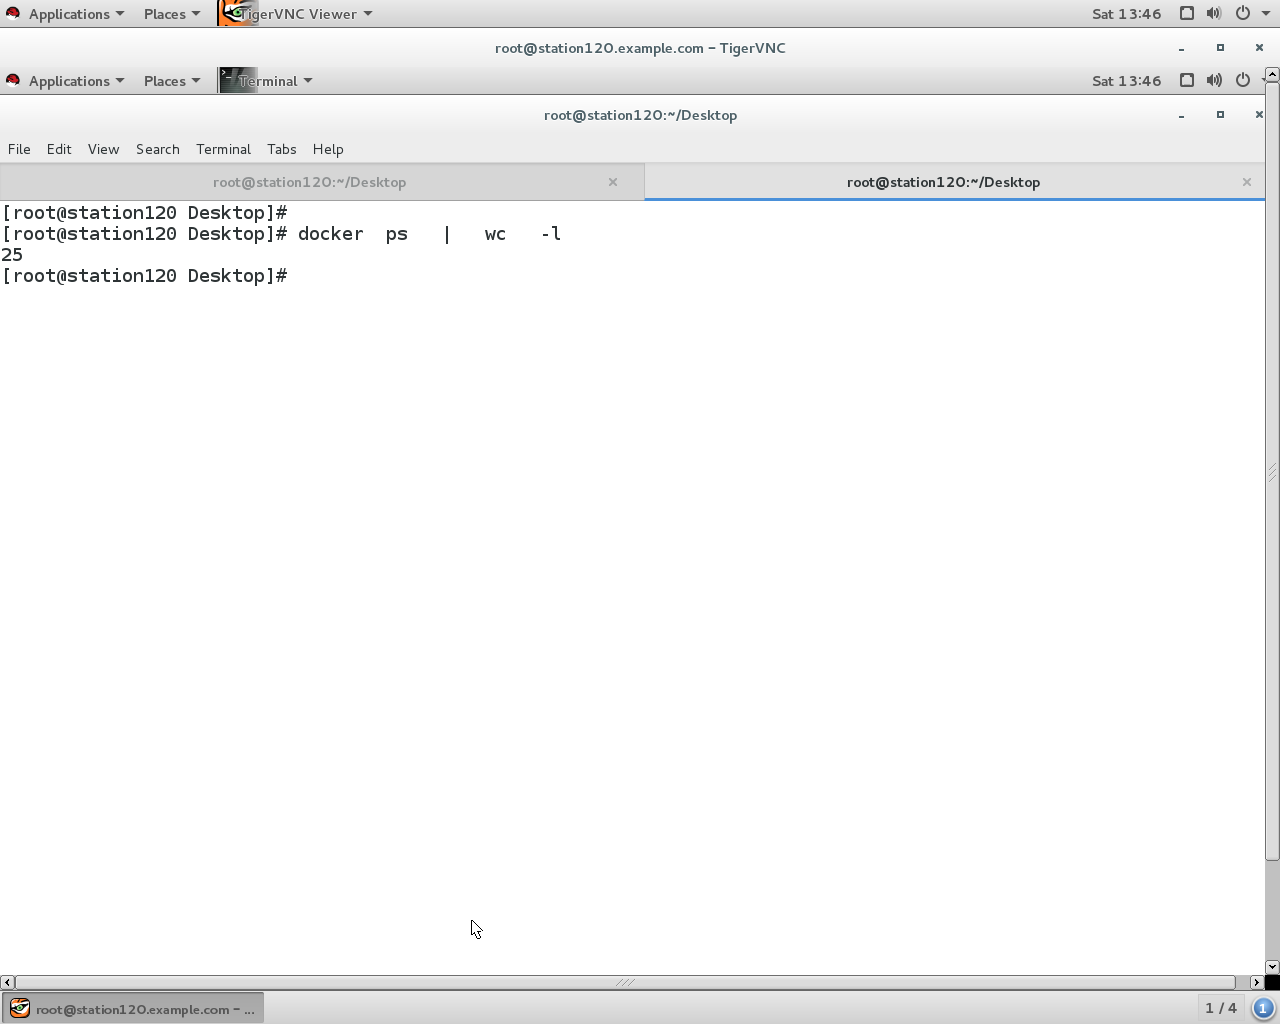 Applications Places TigerVNC Viewer Sat 13:46
root@station120.example.com – TigerVNC
Applications Places Terminal Sat 13:46
root@station120:~/Desktop
File Edit View Search Terminal Tabs Help
root@station120:~/Desktop root@station120:~/Desktop
[root@station120 Desktop]#
[root@station120 Desktop]# docker  ps   |   wc   -l
25
[root@station120 Desktop]#
root@station120.example.com – ... 1 / 4 1